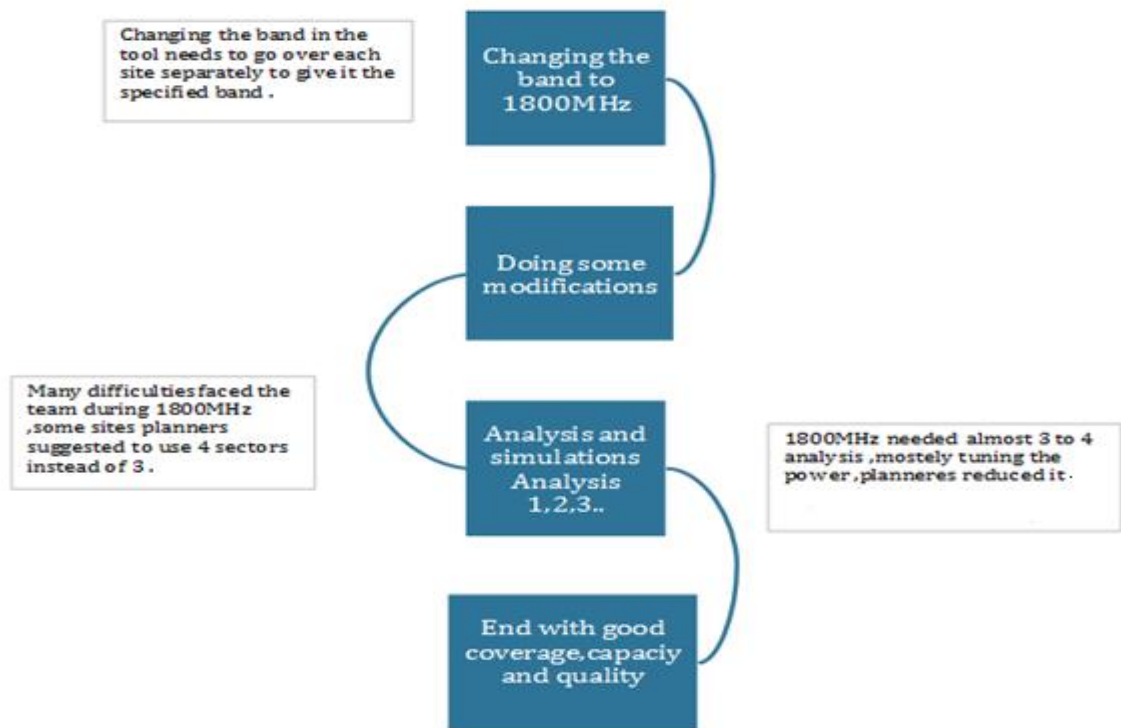 Changing the band in the
tool needs to go over each
site separately to give it the
specified band .
Changing the
band to
1800MHz
Doing some
modifications
Many difficulties faced the
team during 1800MHz
,some sites planners
suggested to use 4 sectors
instead of 3 .
Analysis and
simulations
Analysis
1,2,3..
1800MHz needed almost 3 to 4
analysis ,mostely tuning the
power,planneres reduced it.
End with good
coverage,capaciy
and quality